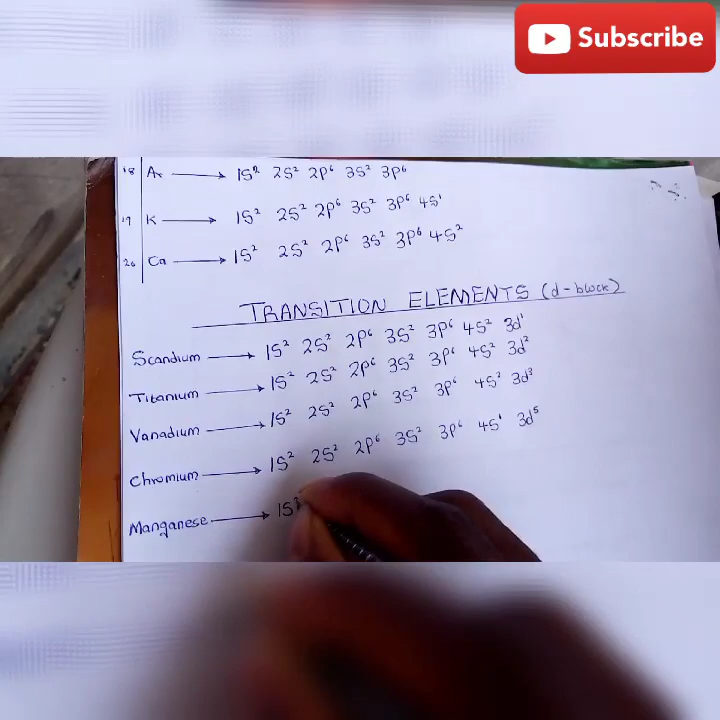 Subscribe
18 Ar → 1S² 2S² 2P⁶ 3S² 3P⁶
19 K → 1S² 2S² 2P⁶ 3S² 3P⁶ 4S¹
20 Ca → 1S² 2S² 2P⁶ 3S² 3P⁶ 4S²
TRANSITION ELEMENTS (d-block)
Scandium → 1S² 2S² 2P⁶ 3S² 3P⁶ 4S² 3d¹
Titanium → 1S² 2S² 2P⁶ 3S² 3P⁶ 4S² 3d²
Vanadium → 1S² 2S² 2P⁶ 3S² 3P⁶ 4S² 3d³
Chromium → 1S² 2S² 2P⁶ 3S² 3P⁶ 4S¹ 3d⁵
Manganese → 1S²